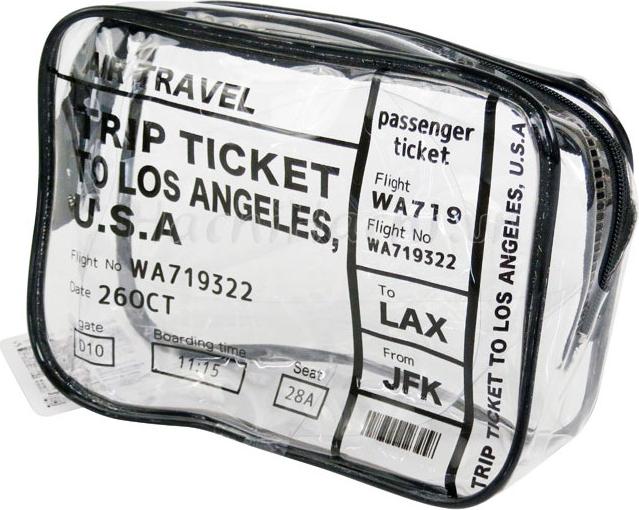 AIR TRAVEL
TRIP TICKET
TO LOS ANGELES,
U.S.A
Flight No WA719322
Date 26OCT
gate
D10
Boarding time
11:15
Seat
28A
passenger
ticket
Flight
WA719
Flight No
WA719322
To
LAX
From
JFK
TRIP TICKET TO LOS ANGELES, U.S.A